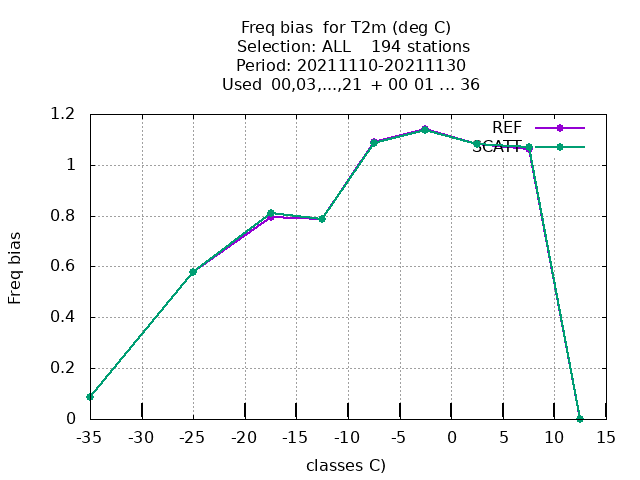 Freq bias  for T2m (deg C)
Selection: ALL    194 stations
Period: 20211110-20211130
Used  00,03,...,21  + 00 01 ... 36
REF
SCATT
1.2
1
0.8
0.6
0.4
0.2
0
Freq bias
-35 -30 -25 -20 -15 -10 -5 0 5 10 15
classes C)